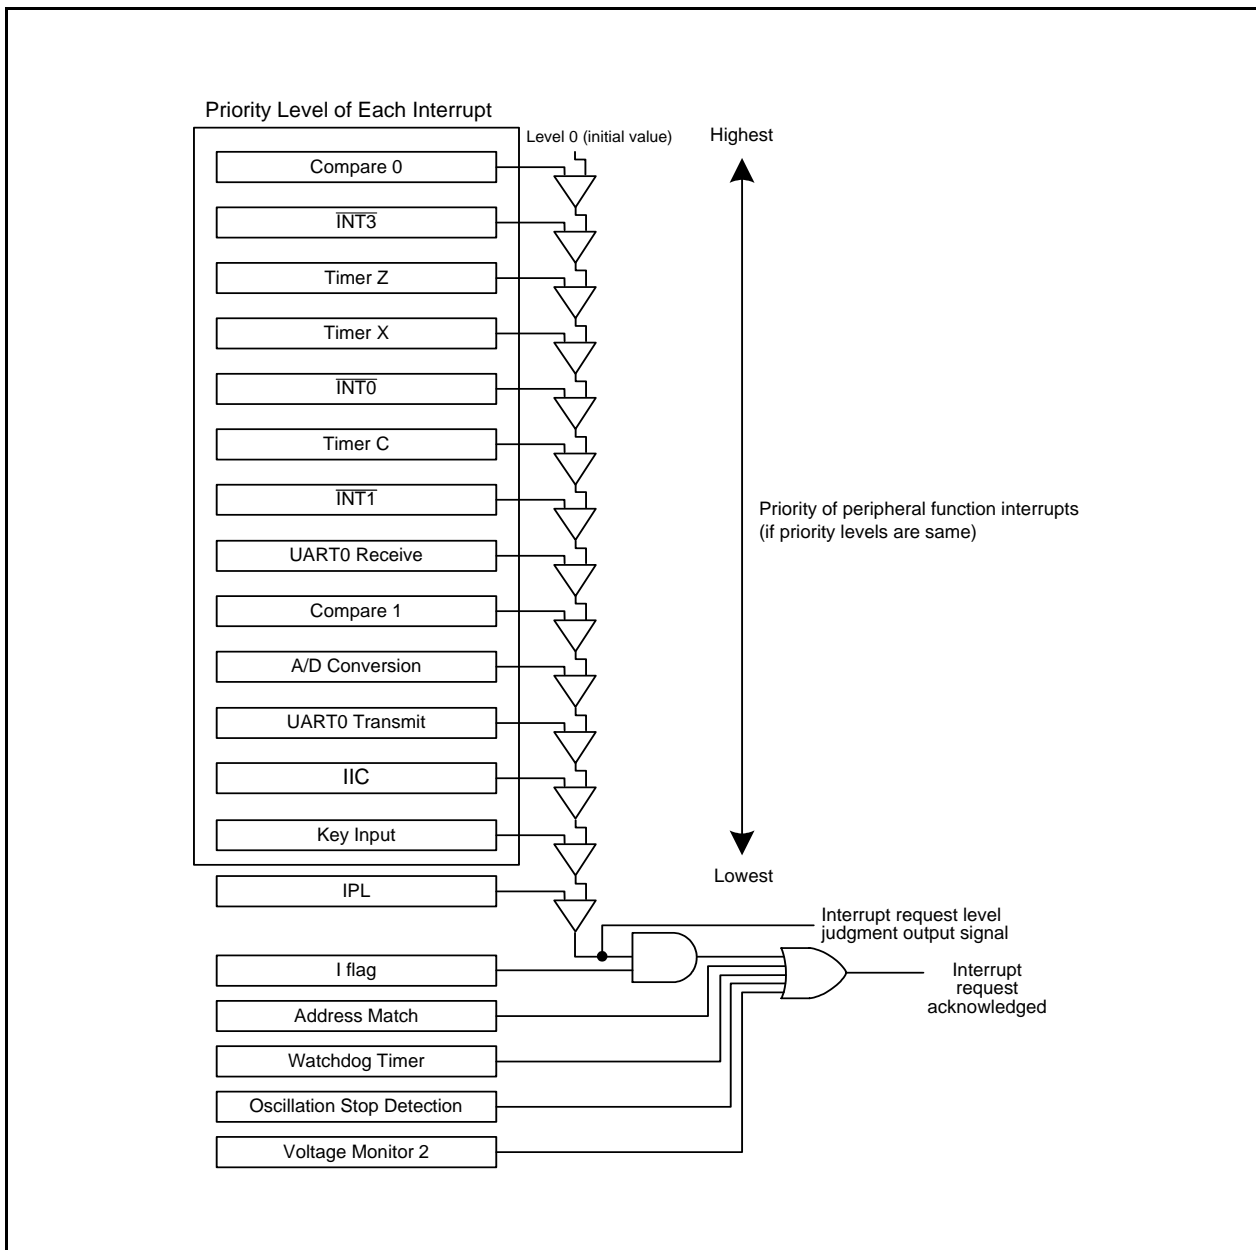 Priority Level of Each Interrupt
Level 0 (initial value)
Highest
Compare 0
INT3
Timer Z
Timer X
INT0
Timer C
INT1
Priority of peripheral function interrupts
(if priority levels are same)
UART0 Receive
Compare 1
A/D Conversion
UART0 Transmit
IIC
Key Input
Lowest
IPL
Interrupt request level
judgment output signal
I flag
Interrupt
request
acknowledged
Address Match
Watchdog Timer
Oscillation Stop Detection
Voltage Monitor 2